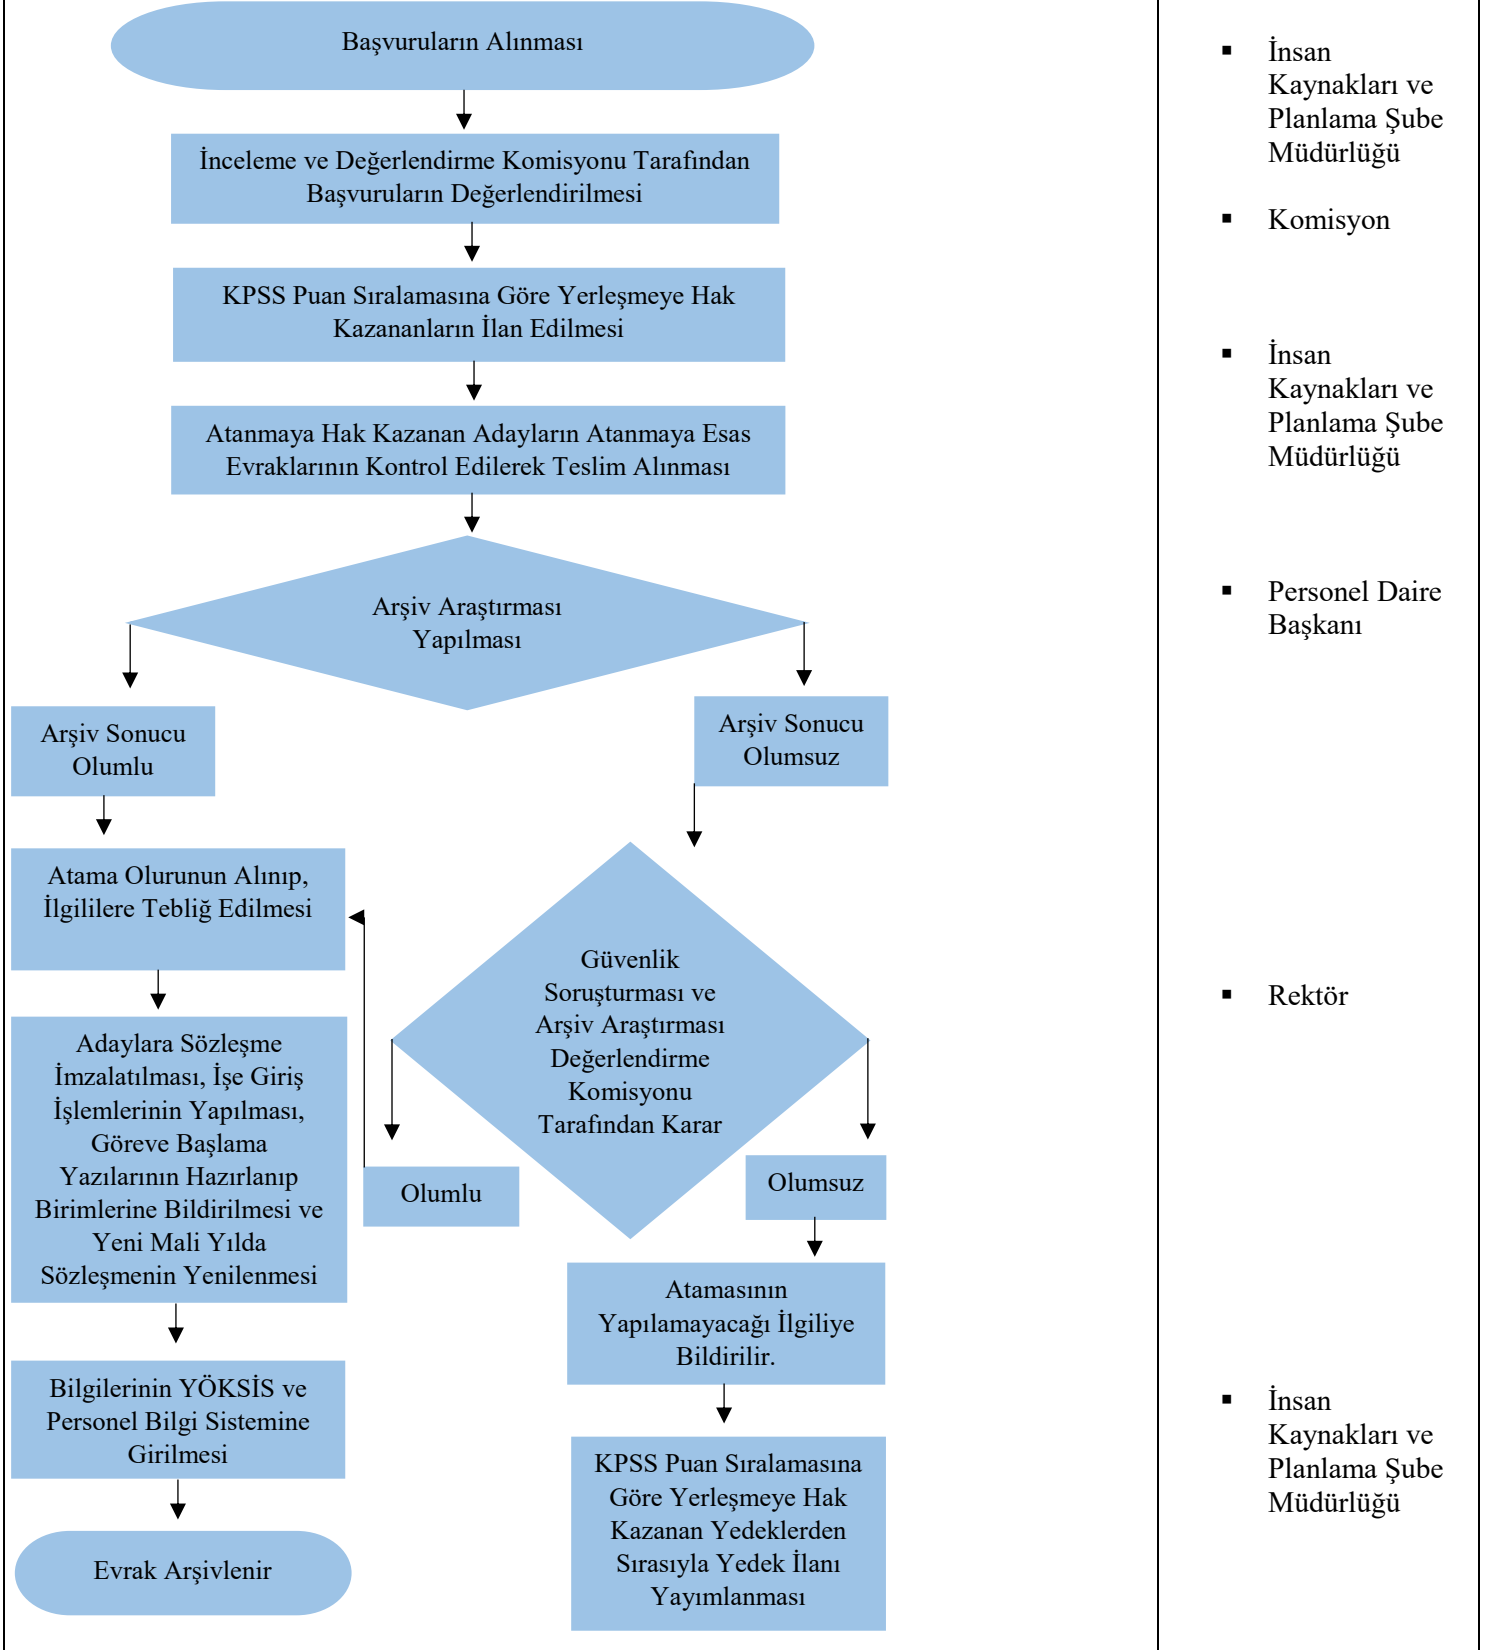 Başvuruların Alınması
İnceleme ve Değerlendirme Komisyonu Tarafından
Başvuruların Değerlendirilmesi
KPSS Puan Sıralamasına Göre Yerleşmeye Hak
Kazananların İlan Edilmesi
Atanmaya Hak Kazanan Adayların Atanmaya Esas
Evraklarının Kontrol Edilerek Teslim Alınması
Arşiv Araştırması
Yapılması
Arşiv Sonucu
Olumlu
Arşiv Sonucu
Olumsuz
Atama Olurunun Alınıp,
İlgililere Tebliğ Edilmesi
Güvenlik
Soruşturması ve
Arşiv Araştırması
Değerlendirme
Komisyonu
Tarafından Karar
Adaylara Sözleşme
İmzalatılması, İşe Giriş
İşlemlerinin Yapılması,
Göreve Başlama
Yazılarının Hazırlanıp
Birimlerine Bildirilmesi ve
Yeni Mali Yılda
Sözleşmenin Yenilenmesi
Olumlu
Olumsuz
Atamasının
Yapılamayacağı İlgiliye
Bildirilir.
Bilgilerinin YÖKSİS ve
Personel Bilgi Sistemine
Girilmesi
KPSS Puan Sıralamasına
Göre Yerleşmeye Hak
Kazanan Yedeklerden
Sırasıyla Yedek İlanı
Yayımlanması
Evrak Arşivlenir
▪ İnsan
Kaynakları ve
Planlama Şube
Müdürlüğü
▪ Komisyon
▪ İnsan
Kaynakları ve
Planlama Şube
Müdürlüğü
▪ Personel Daire
Başkanı
▪ Rektör
▪ İnsan
Kaynakları ve
Planlama Şube
Müdürlüğü